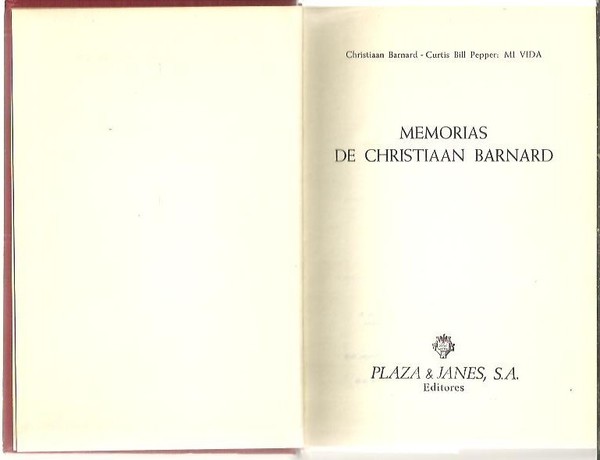 Christiaan Barnard - Curtis Bill Pepper: MI VIDA
MEMORIAS
DE CHRISTIAAN BARNARD
PLAZA & JANES, S.A.
Editores